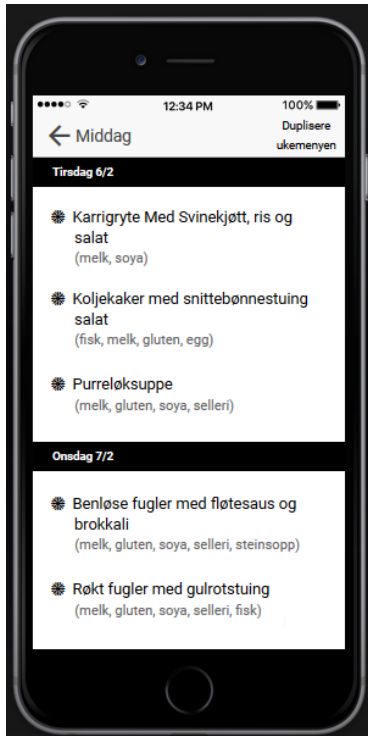 12:34 PM
100%
Middag
Duplisere
ukemenyen
Tirsdag 6/2
Karrigryte Med Svinekjøtt, ris og
salat
(melk, soya)
Koljekaker med snittebønnestuing
salat
(fisk, melk, gluten, egg)
Purreløksuppe
(melk, gluten, soya, selleri)
Onsdag 7/2
Benløse fugler med fløtesaus og
brokkali
(melk, gluten, soya, selleri, steinsopp)
Røkt fugler med gulrotstuing
(melk, gluten, soya, selleri, fisk)